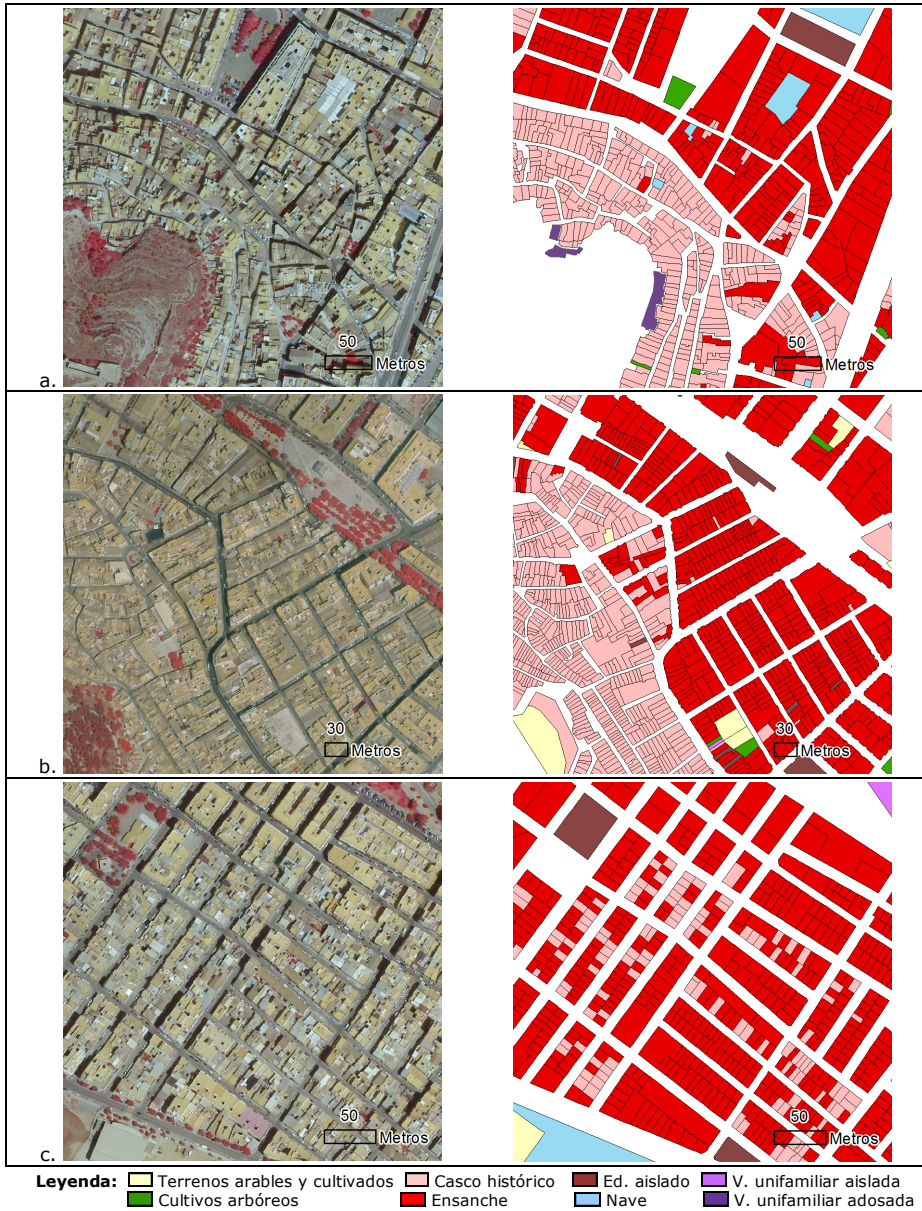 50
Metros
50
Metros
a.
30
Metros
30
Metros
b.
50
Metros
50
Metros
c.
Leyenda: Terrenos arables y cultivados Casco histórico Ed. aislado V. unifamiliar aislada
Cultivos arbóreos Ensanche Nave V. unifamiliar adosada